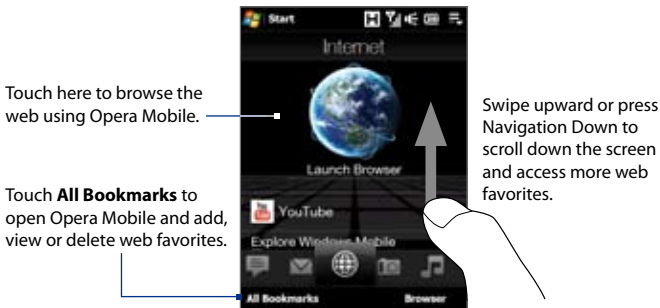 Start
Internet
Touch here to browse the
web using Opera Mobile.
Launch Browser
Swipe upward or press
Navigation Down to
scroll down the screen
and access more web
favorites.
Touch All Bookmarks to
open Opera Mobile and add,
view or delete web favorites.
YouTube
Explore Windows Mobile
All Bookmarks
Browser